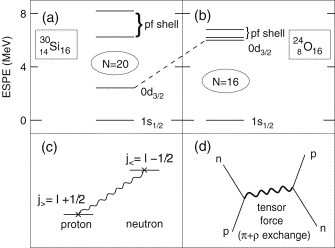 ESPE (MeV)
8
4
0
(a)
30
14 Si 16
pf shell
N=20
0d3/2
1s1/2
(b)
pf shell
0d3/2
24
8 O 16
N=16
1s1/2
(c)
j< = l −1/2
j> = l +1/2
proton
neutron
(d)
n
p
p
n
tensor
force
(π+ρ exchange)